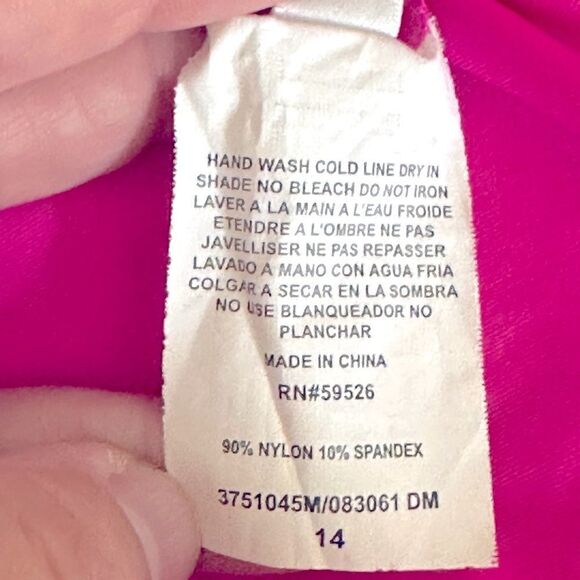 HAND WASH COLD LINE DRY IN
SHADE NO BLEACH DO NOT IRON
LAVER A LA MAIN A L'EAU FROIDE
ETENDRE A L'OMBRE NE PAS
JAVELLISER NE PAS REPASSER
LAVADO A MANO CON AGUA FRIA
COLGAR A SECAR EN LA SOMBRA
NO USE BLANQUEADOR NO
PLANCHAR
MADE IN CHINA
RN#59526
90% NYLON 10% SPANDEX
3751045M/083061 DM
14